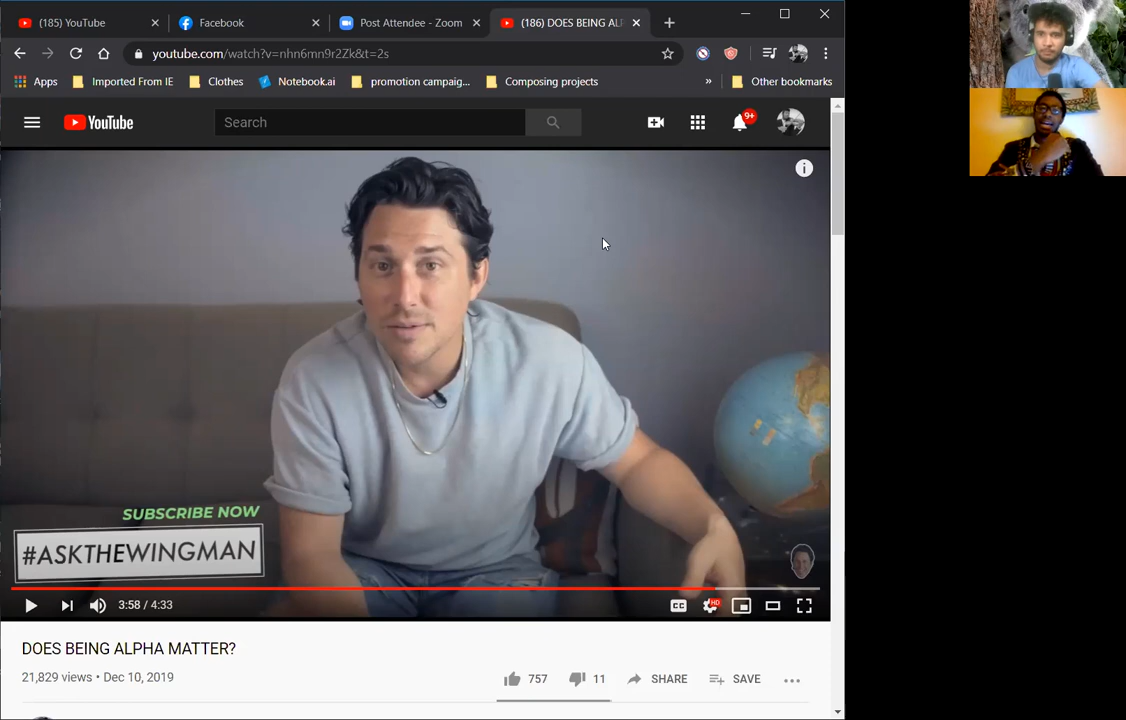 (185) YouTube
Facebook
Post Attendee - Zoom
(186) DOES BEING AL
youtube.com/watch?v=nhn6mn9r2Zk&t=2s
Apps
Imported From IE
Clothes
Notebook.ai
promotion campaig...
Composing projects
»
Other bookmarks
YouTube
Search
9+
SUBSCRIBE NOW
#ASKTHEWINGMAN
3:58 / 4:33
CC
HD
DOES BEING ALPHA MATTER?
21,829 views • Dec 10, 2019
757
11
SHARE
SAVE